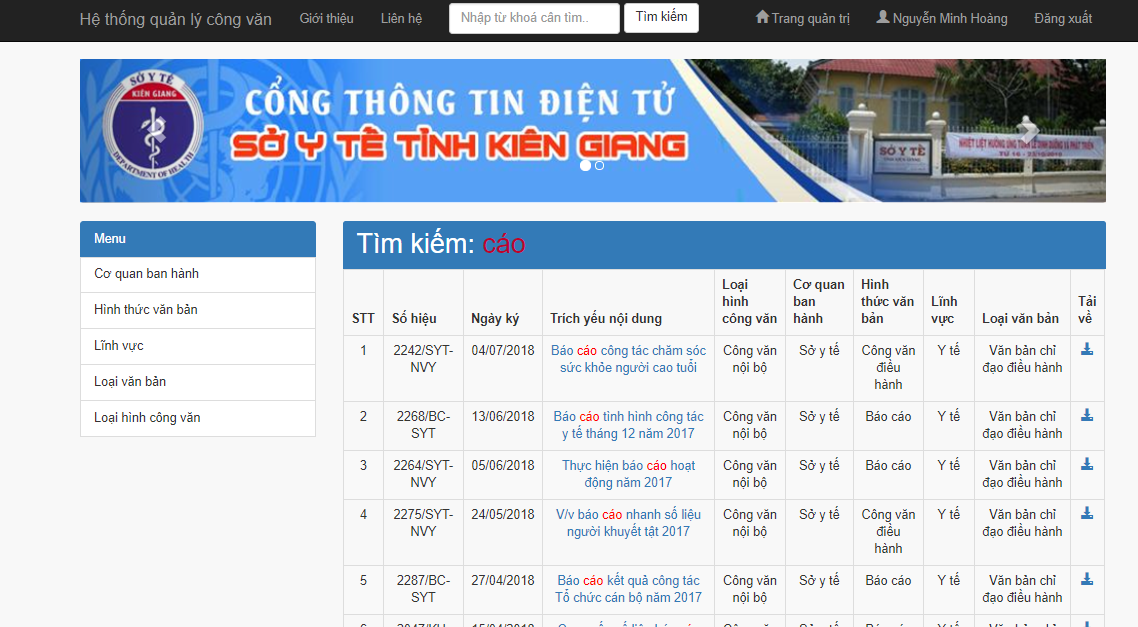 Hệ thống quản lý công văn Giới thiệu Liên hệ Nhập từ khoá cần tìm.. Tìm kiếm Trang quản trị Nguyễn Minh Hoàng Đăng xuất
SỞ Y TẾ
KIÊN GIANG
DEPARTMENT OF HEALTH
CỔNG THÔNG TIN ĐIỆN TỬ
SỞ Y TẾ TỈNH KIÊN GIANG
SỞ Y TẾ
NHIỆT LIỆT HƯỞNG ỨNG TUẦN LỄ DINH DƯỠNG VÀ PHÁT TRIỂN
Menu
Cơ quan ban hành
Hình thức văn bản
Lĩnh vực
Loại văn bản
Loại hình công văn
Tìm kiếm: cáo
STT Số hiệu Ngày ký Trích yếu nội dung Loại hình công văn Cơ quan ban hành Hình thức văn bản Lĩnh vực Loại văn bản Tải về
1 2242/SYT-NVY 04/07/2018 Báo cáo công tác chăm sóc sức khỏe người cao tuổi Công văn nội bộ Sở y tế Công văn điều hành Y tế Văn bản chỉ đạo điều hành
2 2268/BC-SYT 13/06/2018 Báo cáo tình hình công tác y tế tháng 12 năm 2017 Công văn nội bộ Sở y tế Báo cáo Y tế Văn bản chỉ đạo điều hành
3 2264/SYT-NVY 05/06/2018 Thực hiện báo cáo hoạt động năm 2017 Công văn nội bộ Sở y tế Báo cáo Y tế Văn bản chỉ đạo điều hành
4 2275/SYT-NVY 24/05/2018 V/v báo cáo nhanh số liệu người khuyết tật 2017 Công văn nội bộ Sở y tế Công văn điều hành Y tế Văn bản chỉ đạo điều hành
5 2287/BC-SYT 27/04/2018 Báo cáo kết quả công tác Tổ chức cán bộ năm 2017 Công văn nội bộ Sở y tế Báo cáo Y tế Văn bản chỉ đạo điều hành